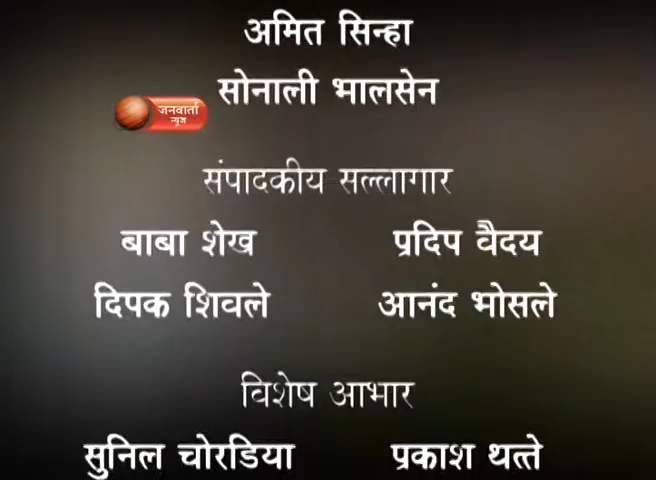 अमित सिन्हा
सोनाली भालसेन
जनवार्ता
न्यूज
संपादकीय सल्लागार
बाबा शेख प्रदिप वैदय
दिपक शिवले आनंद भोसले
विशेष आभार
सुनिल चोरडिया प्रकाश थत्ते